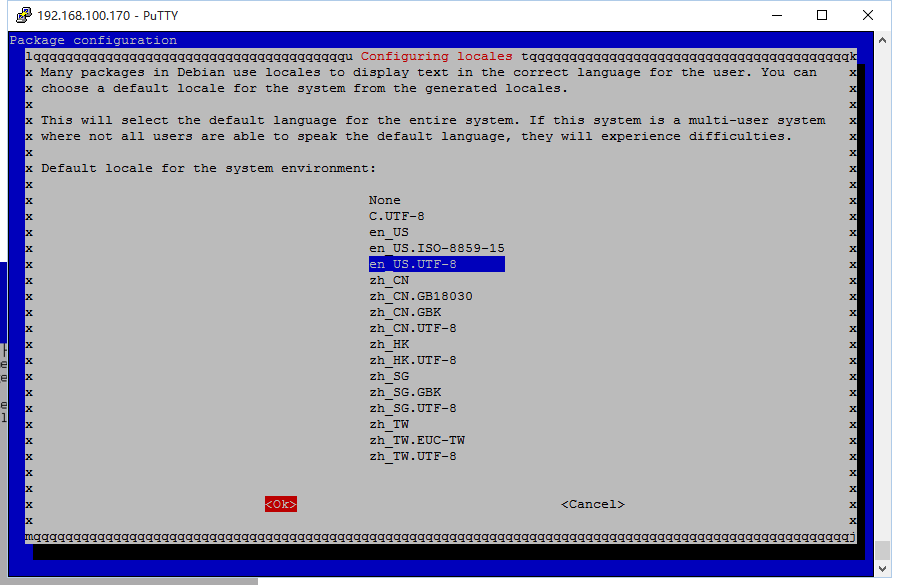 192.168.100.170 - PuTTY
Package configuration
lqqqqqqqqqqqqqqqqqqqqqqqqqqqqqqqqqqqqqqqu Configuring locales tqqqqqqqqqqqqqqqqqqqqqqqqqqqqqqqqqqqqqqqqk
x Many packages in Debian use locales to display text in the correct language for the user. You can x
x choose a default locale for the system from the generated locales. x
x x
x This will select the default language for the entire system. If this system is a multi-user system x
x where not all users are able to speak the default language, they will experience difficulties. x
x x
x Default locale for the system environment: x
x x
x None x
x C.UTF-8 x
x en_US x
x en_US.ISO-8859-15 x
x en_US.UTF-8 x
x zh_CN x
x zh_CN.GB18030 x
x zh_CN.GBK x
x zh_CN.UTF-8 x
x zh_HK x
x zh_HK.UTF-8 x
x zh_SG x
x zh_SG.GBK x
x zh_SG.UTF-8 x
x zh_TW x
x zh_TW.EUC-TW x
x zh_TW.UTF-8 x
x x
x x
x <Ok> <Cancel> x
x x
mqqqqqqqqqqqqqqqqqqqqqqqqqqqqqqqqqqqqqqqqqqqqqqqqqqqqqqqqqqqqqqqqqqqqqqqqqqqqqqqqqqqqqqqqqqqqqqqqqqqqqqj